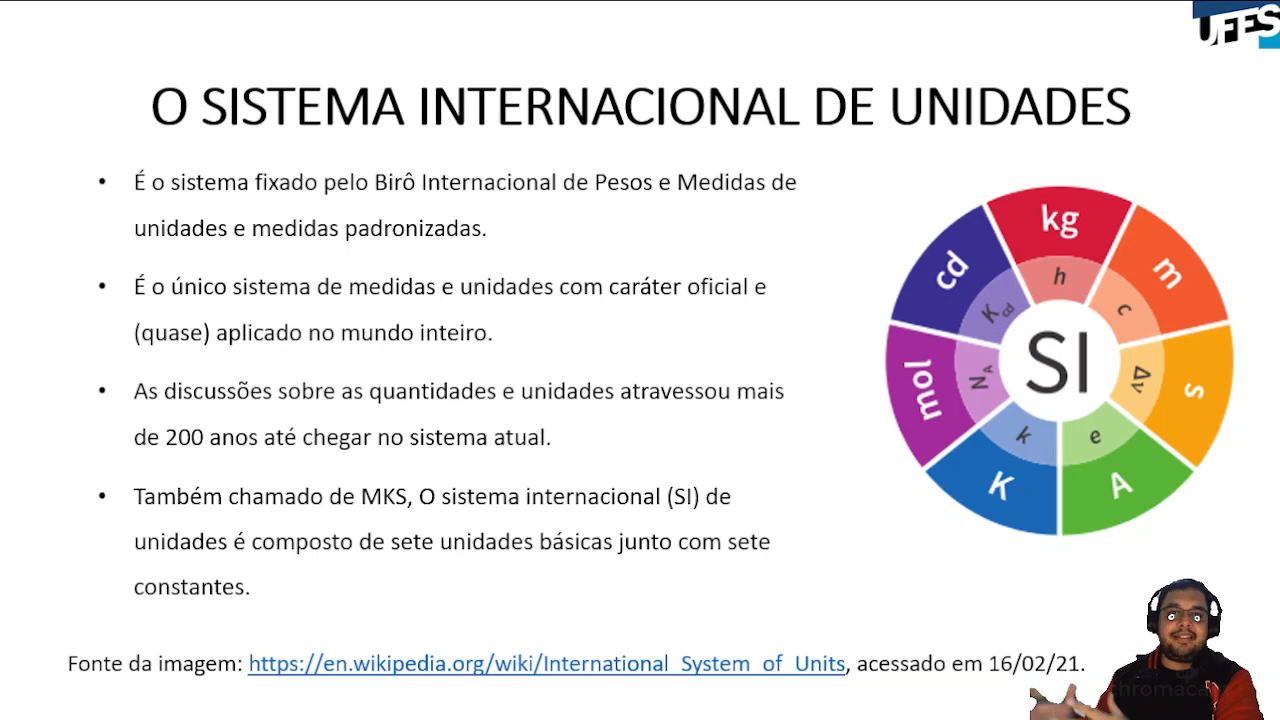 UFES
O SISTEMA INTERNACIONAL DE UNIDADES
• É o sistema fixado pelo Birô Internacional de Pesos e Medidas de
unidades e medidas padronizadas.
• É o único sistema de medidas e unidades com caráter oficial e
(quase) aplicado no mundo inteiro.
• As discussões sobre as quantidades e unidades atravessou mais
de 200 anos até chegar no sistema atual.
• Também chamado de MKS, O sistema internacional (SI) de
unidades é composto de sete unidades básicas junto com sete
constantes.
kg
m
s
A
K
mol
cd
h
c
Δν
e
k
N_A
K_cd
SI
Fonte da imagem: https://en.wikipedia.org/wiki/International_System_of_Units, acessado em 16/02/21.
chromacam